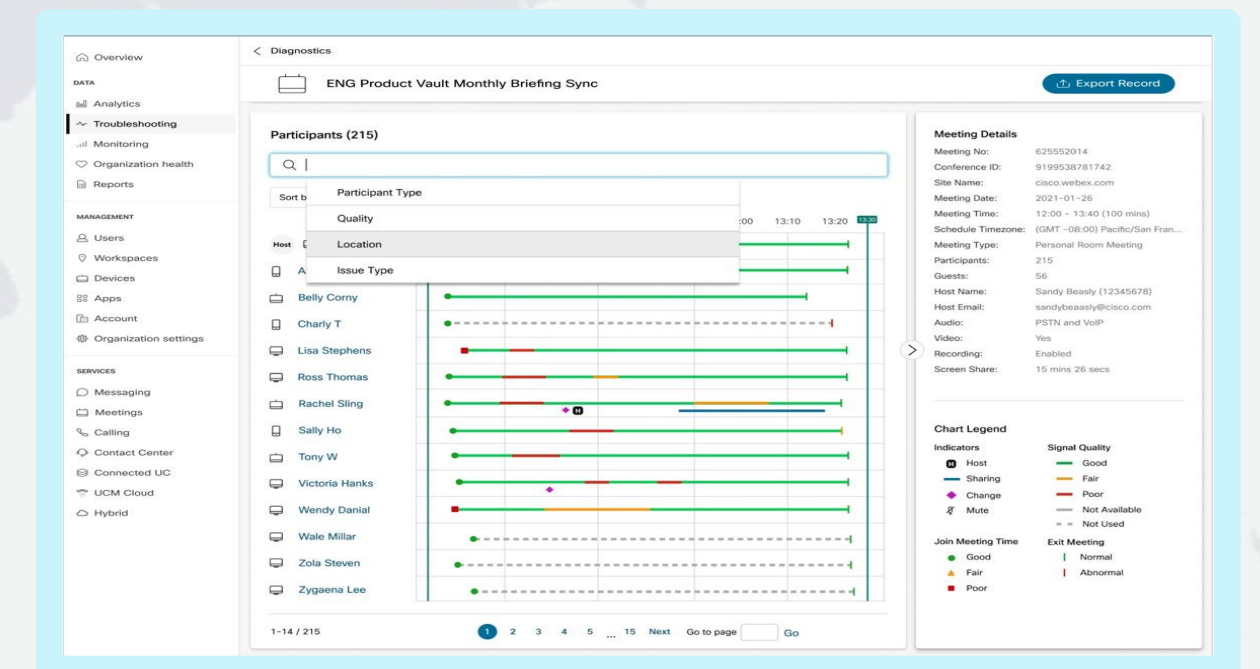 Overview
DATA
Analytics
Troubleshooting
Monitoring
Organization health
Reports
MANAGEMENT
Users
Workspaces
Devices
Apps
Account
Organization settings
SERVICES
Messaging
Meetings
Calling
Contact Center
Connected UC
UCM Cloud
Hybrid
Diagnostics
ENG Product Vault Monthly Briefing Sync
Export Record
Participants (215)
Sort b
Participant Type
Quality
Location
Issue Type
:00 13:10 13:20 13:30
Host
A
Belly Corny
Charly T
Lisa Stephens
Ross Thomas
Rachel Sling
H
Sally Ho
Tony W
Victoria Hanks
Wendy Danial
Wale Millar
Zola Steven
Zygaena Lee
1-14 / 215
1 2 3 4 5 ... 15 Next Go to page Go
Meeting Details
Meeting No: 625552014
Conference ID: 9199538781742
Site Name: cisco.webex.com
Meeting Date: 2021-01-26
Meeting Time: 12:00 - 13:40 (100 mins)
Schedule Timezone: (GMT -08:00) Pacific/San Fran...
Meeting Type: Personal Room Meeting
Participants: 215
Guests: 56
Host Name: Sandy Beasly (12345678)
Host Email: sandybeaasly@cisco.com
Audio: PSTN and VoIP
Video: Yes
Recording: Enabled
Screen Share: 15 mins 26 secs
Chart Legend
Indicators
H Host
Sharing
Change
Mute
Signal Quality
Good
Fair
Poor
Not Available
Not Used
Join Meeting Time
Good
Fair
Poor
Exit Meeting
Normal
Abnormal